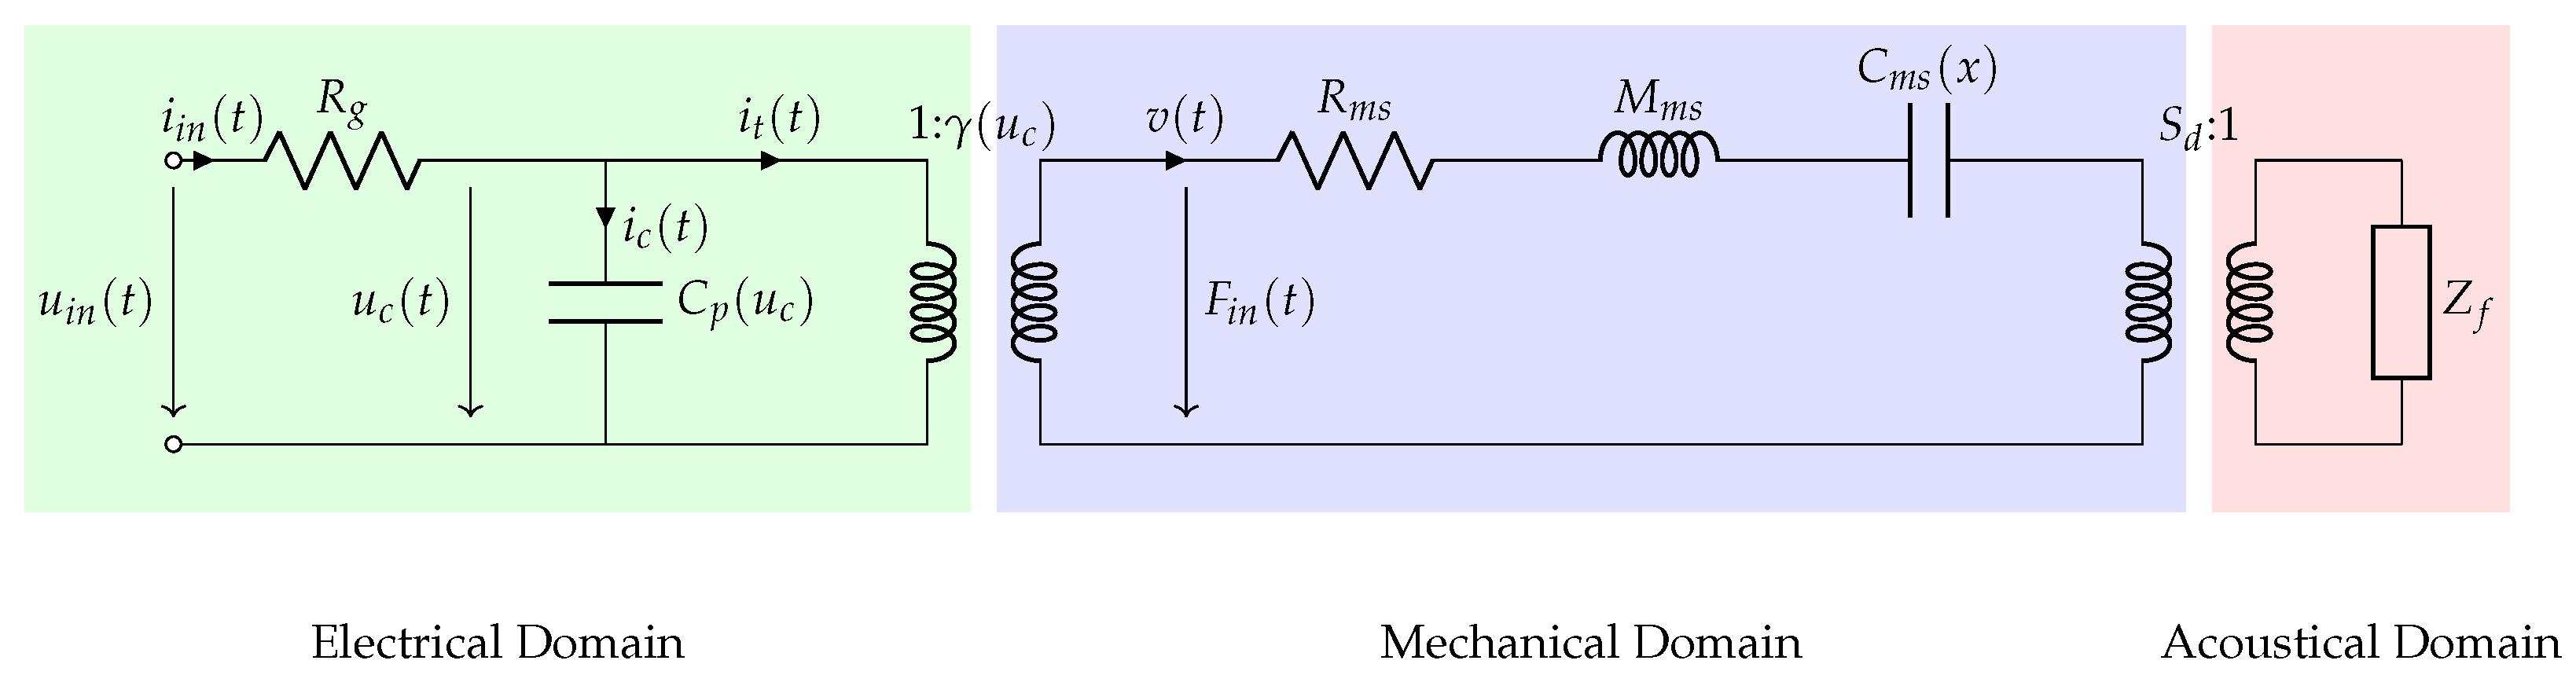 i_{in}(t)
R_g
i_t(t)
1:γ(u_c)
v(t)
R_{ms}
M_{ms}
C_{ms}(x)
S_d:1
i_c(t)
u_{in}(t)
u_c(t)
C_p(u_c)
F_{in}(t)
Z_f
Electrical Domain
Mechanical Domain
Acoustical Domain